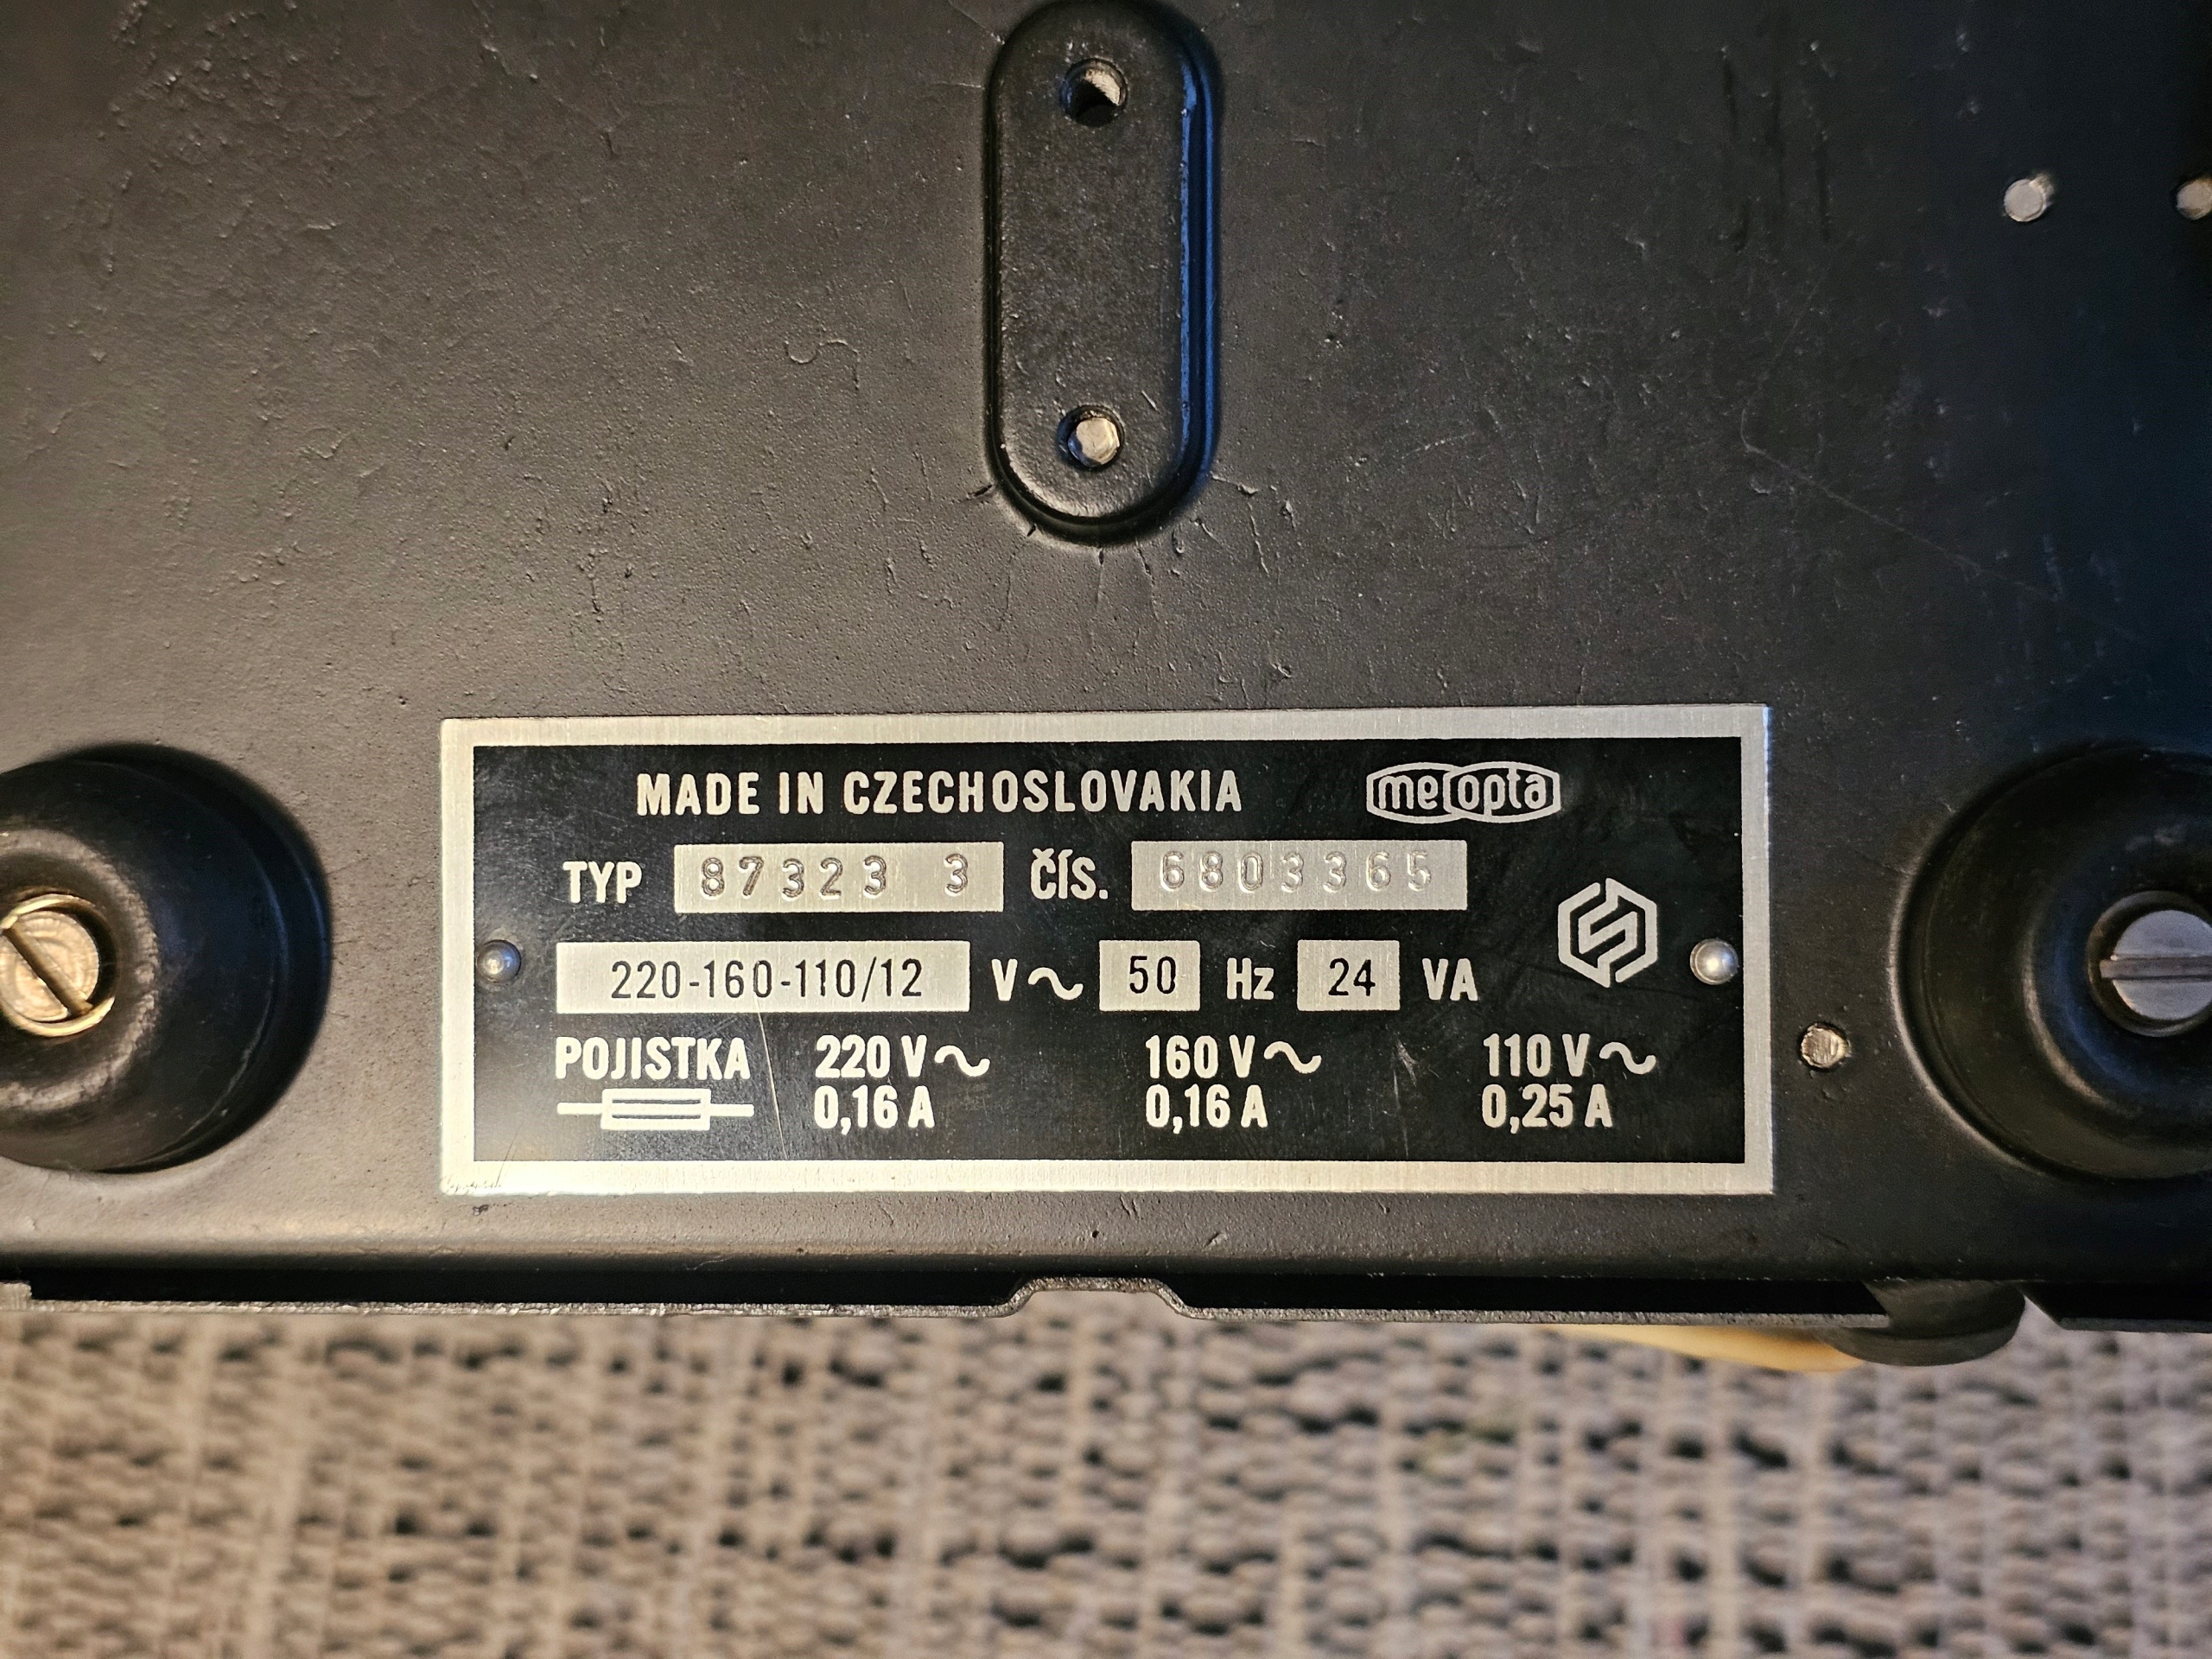 MADE IN CZECHOSLOVAKIA meopta
TYP 87323 3 ČÍS. 6803365
220-160-110/12 V~ 50 Hz 24 VA
POJISTKA 220 V~ 160 V~ 110 V~
0,16 A 0,16 A 0,25 A